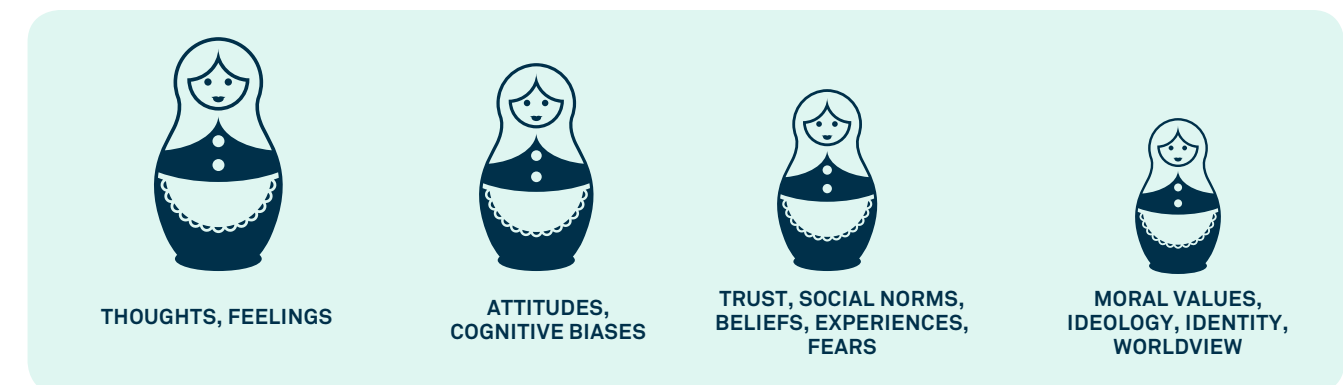 THOUGHTS, FEELINGS
ATTITUDES,
COGNITIVE BIASES
TRUST, SOCIAL NORMS,
BELIEFS, EXPERIENCES,
FEARS
MORAL VALUES,
IDEOLOGY, IDENTITY,
WORLDVIEW